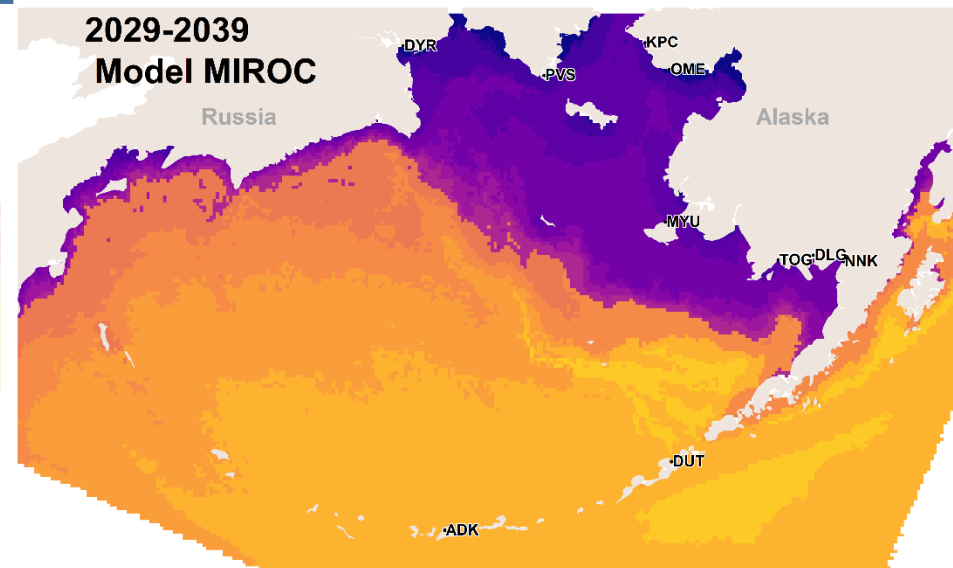 2029-2039
Model MIROC
DYR
KPC
PVS
OME
Russia
Alaska
MYU
TOG
DLG
NNK
DUT
ADK